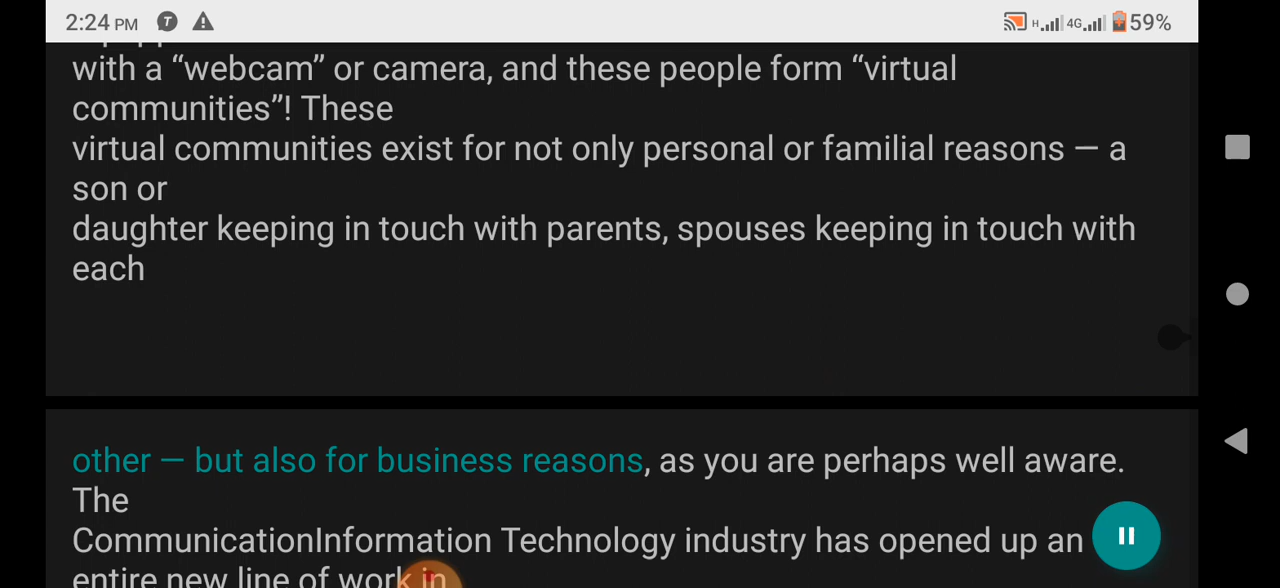 2:24 PM
H 4G 59%
with a “webcam” or camera, and these people form “virtual
communities”! These
virtual communities exist for not only personal or familial reasons — a
son or
daughter keeping in touch with parents, spouses keeping in touch with
each
other — but also for business reasons, as you are perhaps well aware.
The
CommunicationInformation Technology industry has opened up an
entire new line of work in